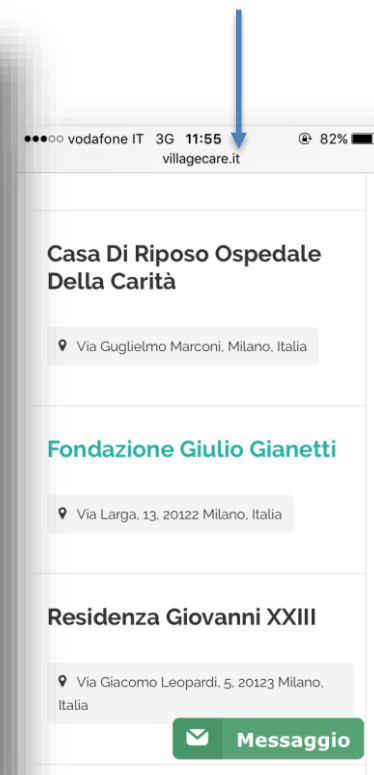 vodafone IT 3G 11:55 82%
villagecare.it
Casa Di Riposo Ospedale
Della Carità
Via Guglielmo Marconi, Milano, Italia
Fondazione Giulio Gianetti
Via Larga, 13, 20122 Milano, Italia
Residenza Giovanni XXIII
Via Giacomo Leopardi, 5, 20123 Milano,
Italia
Messaggio